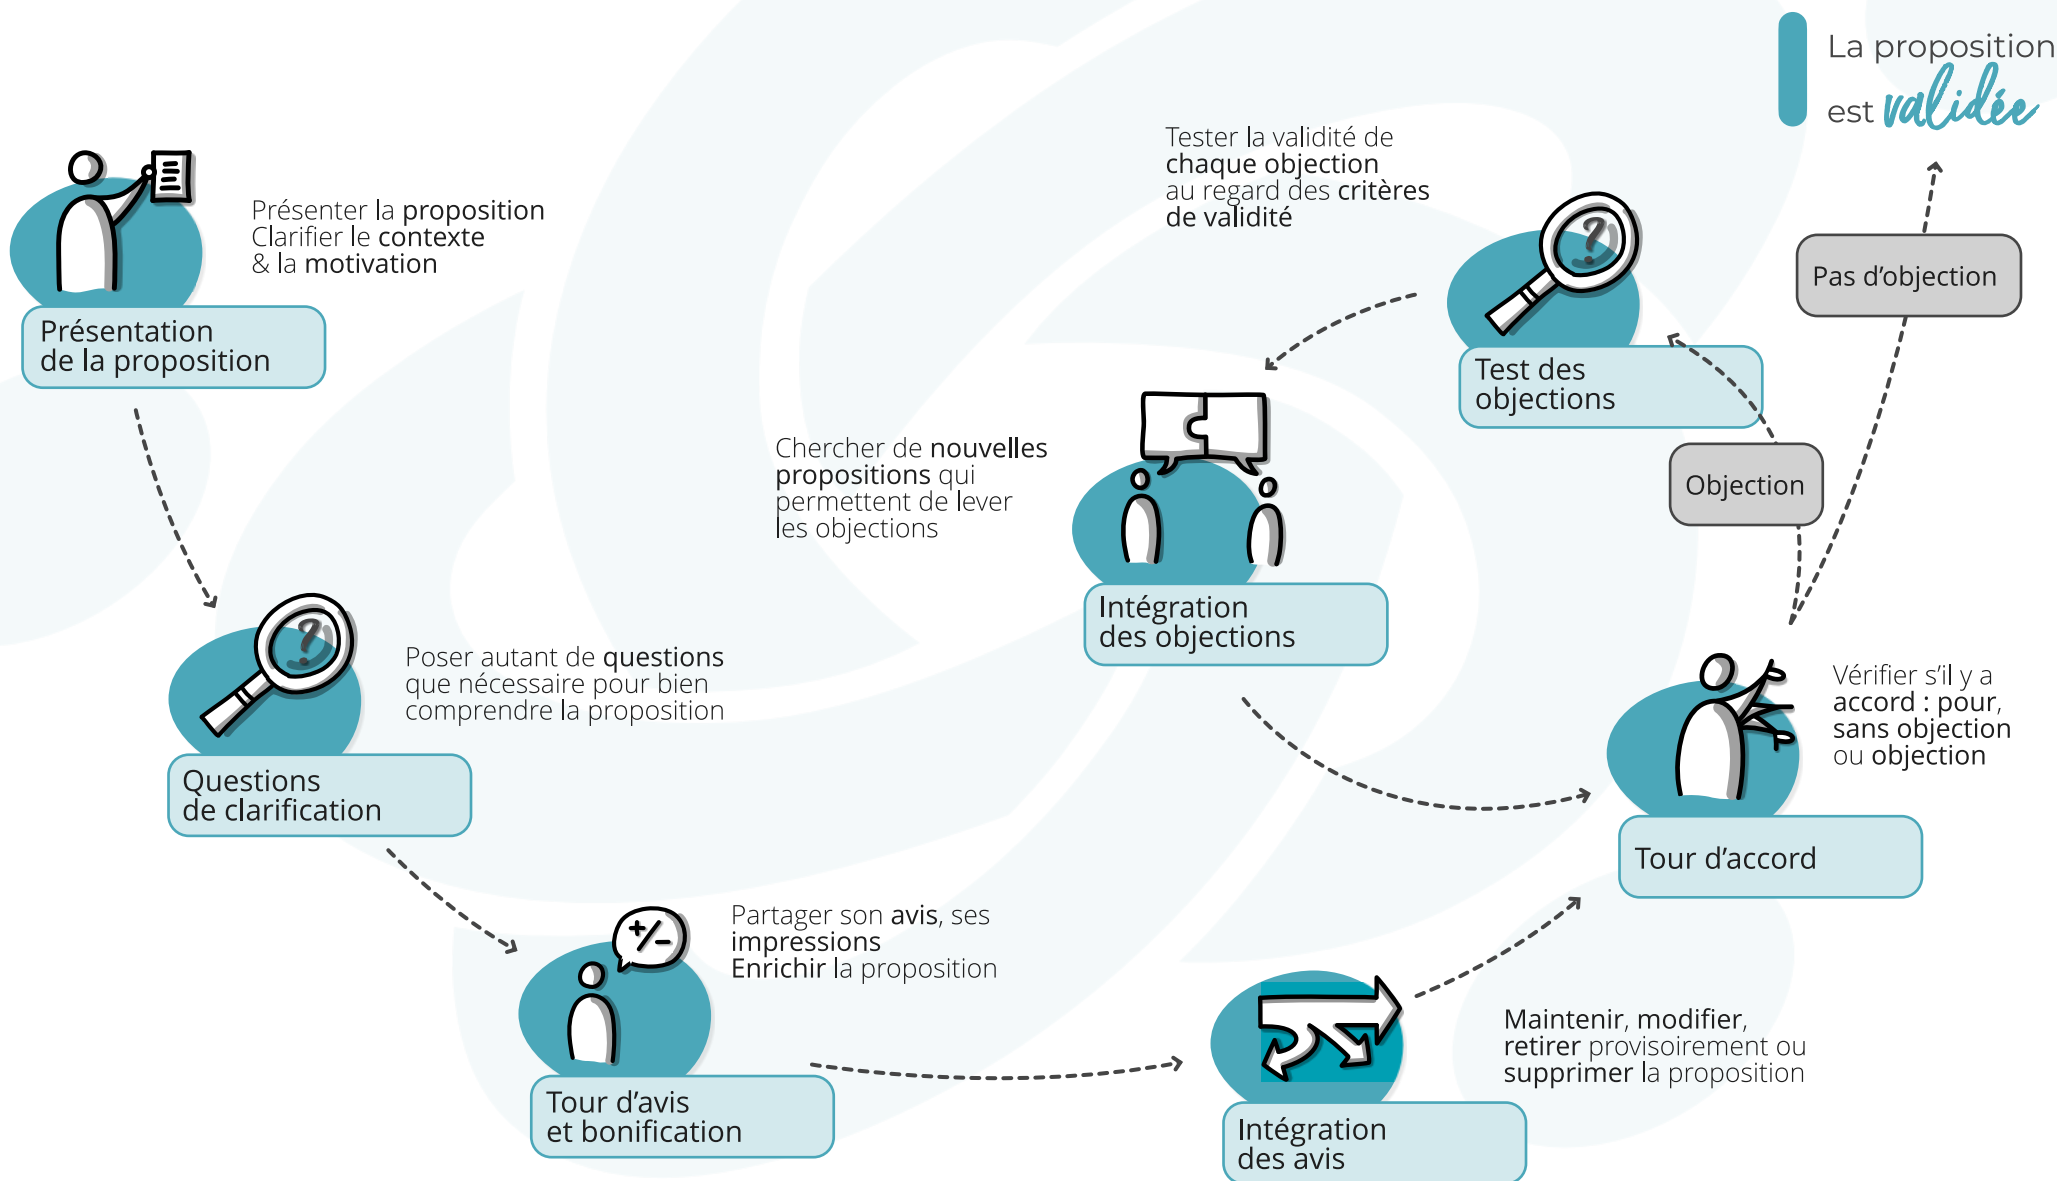 Présenter la proposition
Clarifier le contexte
& la motivation
Présentation
de la proposition
Poser autant de questions
que nécessaire pour bien
comprendre la proposition
Questions
de clarification
+/-
Partager son avis, ses
impressions
Enrichir la proposition
Tour d’avis
et bonification
Maintenir, modifier,
retirer provisoirement ou
supprimer la proposition
Intégration
des avis
Vérifier s’il y a
accord : pour,
sans objection
ou objection
Tour d’accord
Objection
Tester la validité de
chaque objection
au regard des critères
de validité
?
Test des
objections
Chercher de nouvelles
propositions qui
permettent de lever
les objections
Intégration
des objections
Pas d’objection
La proposition
est validée
?